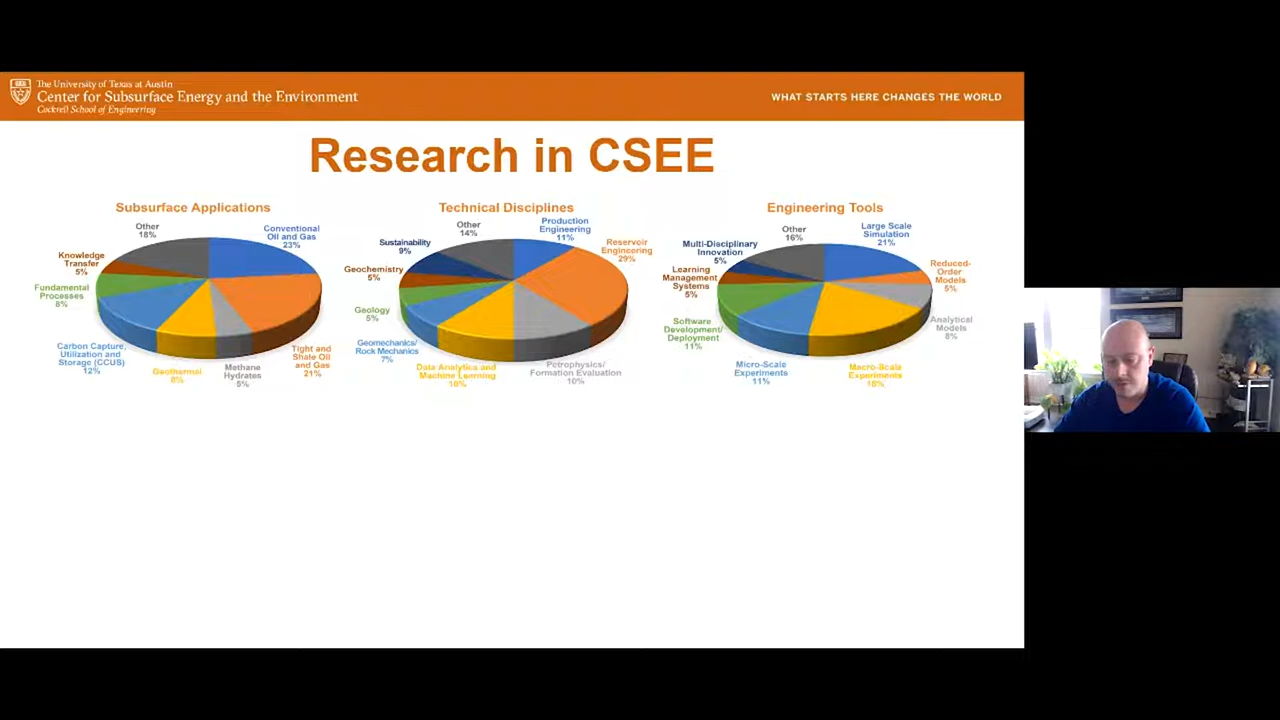 The University of Texas at Austin
Center for Subsurface Energy and the Environment
Cockrell School of Engineering
WHAT STARTS HERE CHANGES THE WORLD
Research in CSEE
Subsurface Applications
Other
18%
Conventional
Oil and Gas
23%
Knowledge
Transfer
5%
Fundamental
Processes
8%
Carbon Capture,
Utilization and
Storage (CCUS)
12%
Geothermal
8%
Methane
Hydrates
5%
Tight and
Shale Oil
and Gas
21%
Technical Disciplines
Other
14%
Production
Engineering
11%
Sustainability
9%
Reservoir
Engineering
29%
Geochemistry
5%
Geology
5%
Geomechanics/
Rock Mechanics
7%
Data Analytics and
Machine Learning
10%
Petrophysics/
Formation Evaluation
10%
Engineering Tools
Other
16%
Large Scale
Simulation
21%
Multi-Disciplinary
Innovation
5%
Reduced-
Order
Models
5%
Learning
Management
Systems
5%
Analytical
Models
8%
Software
Development/
Deployment
11%
Micro-Scale
Experiments
11%
Macro-Scale
Experiments
18%